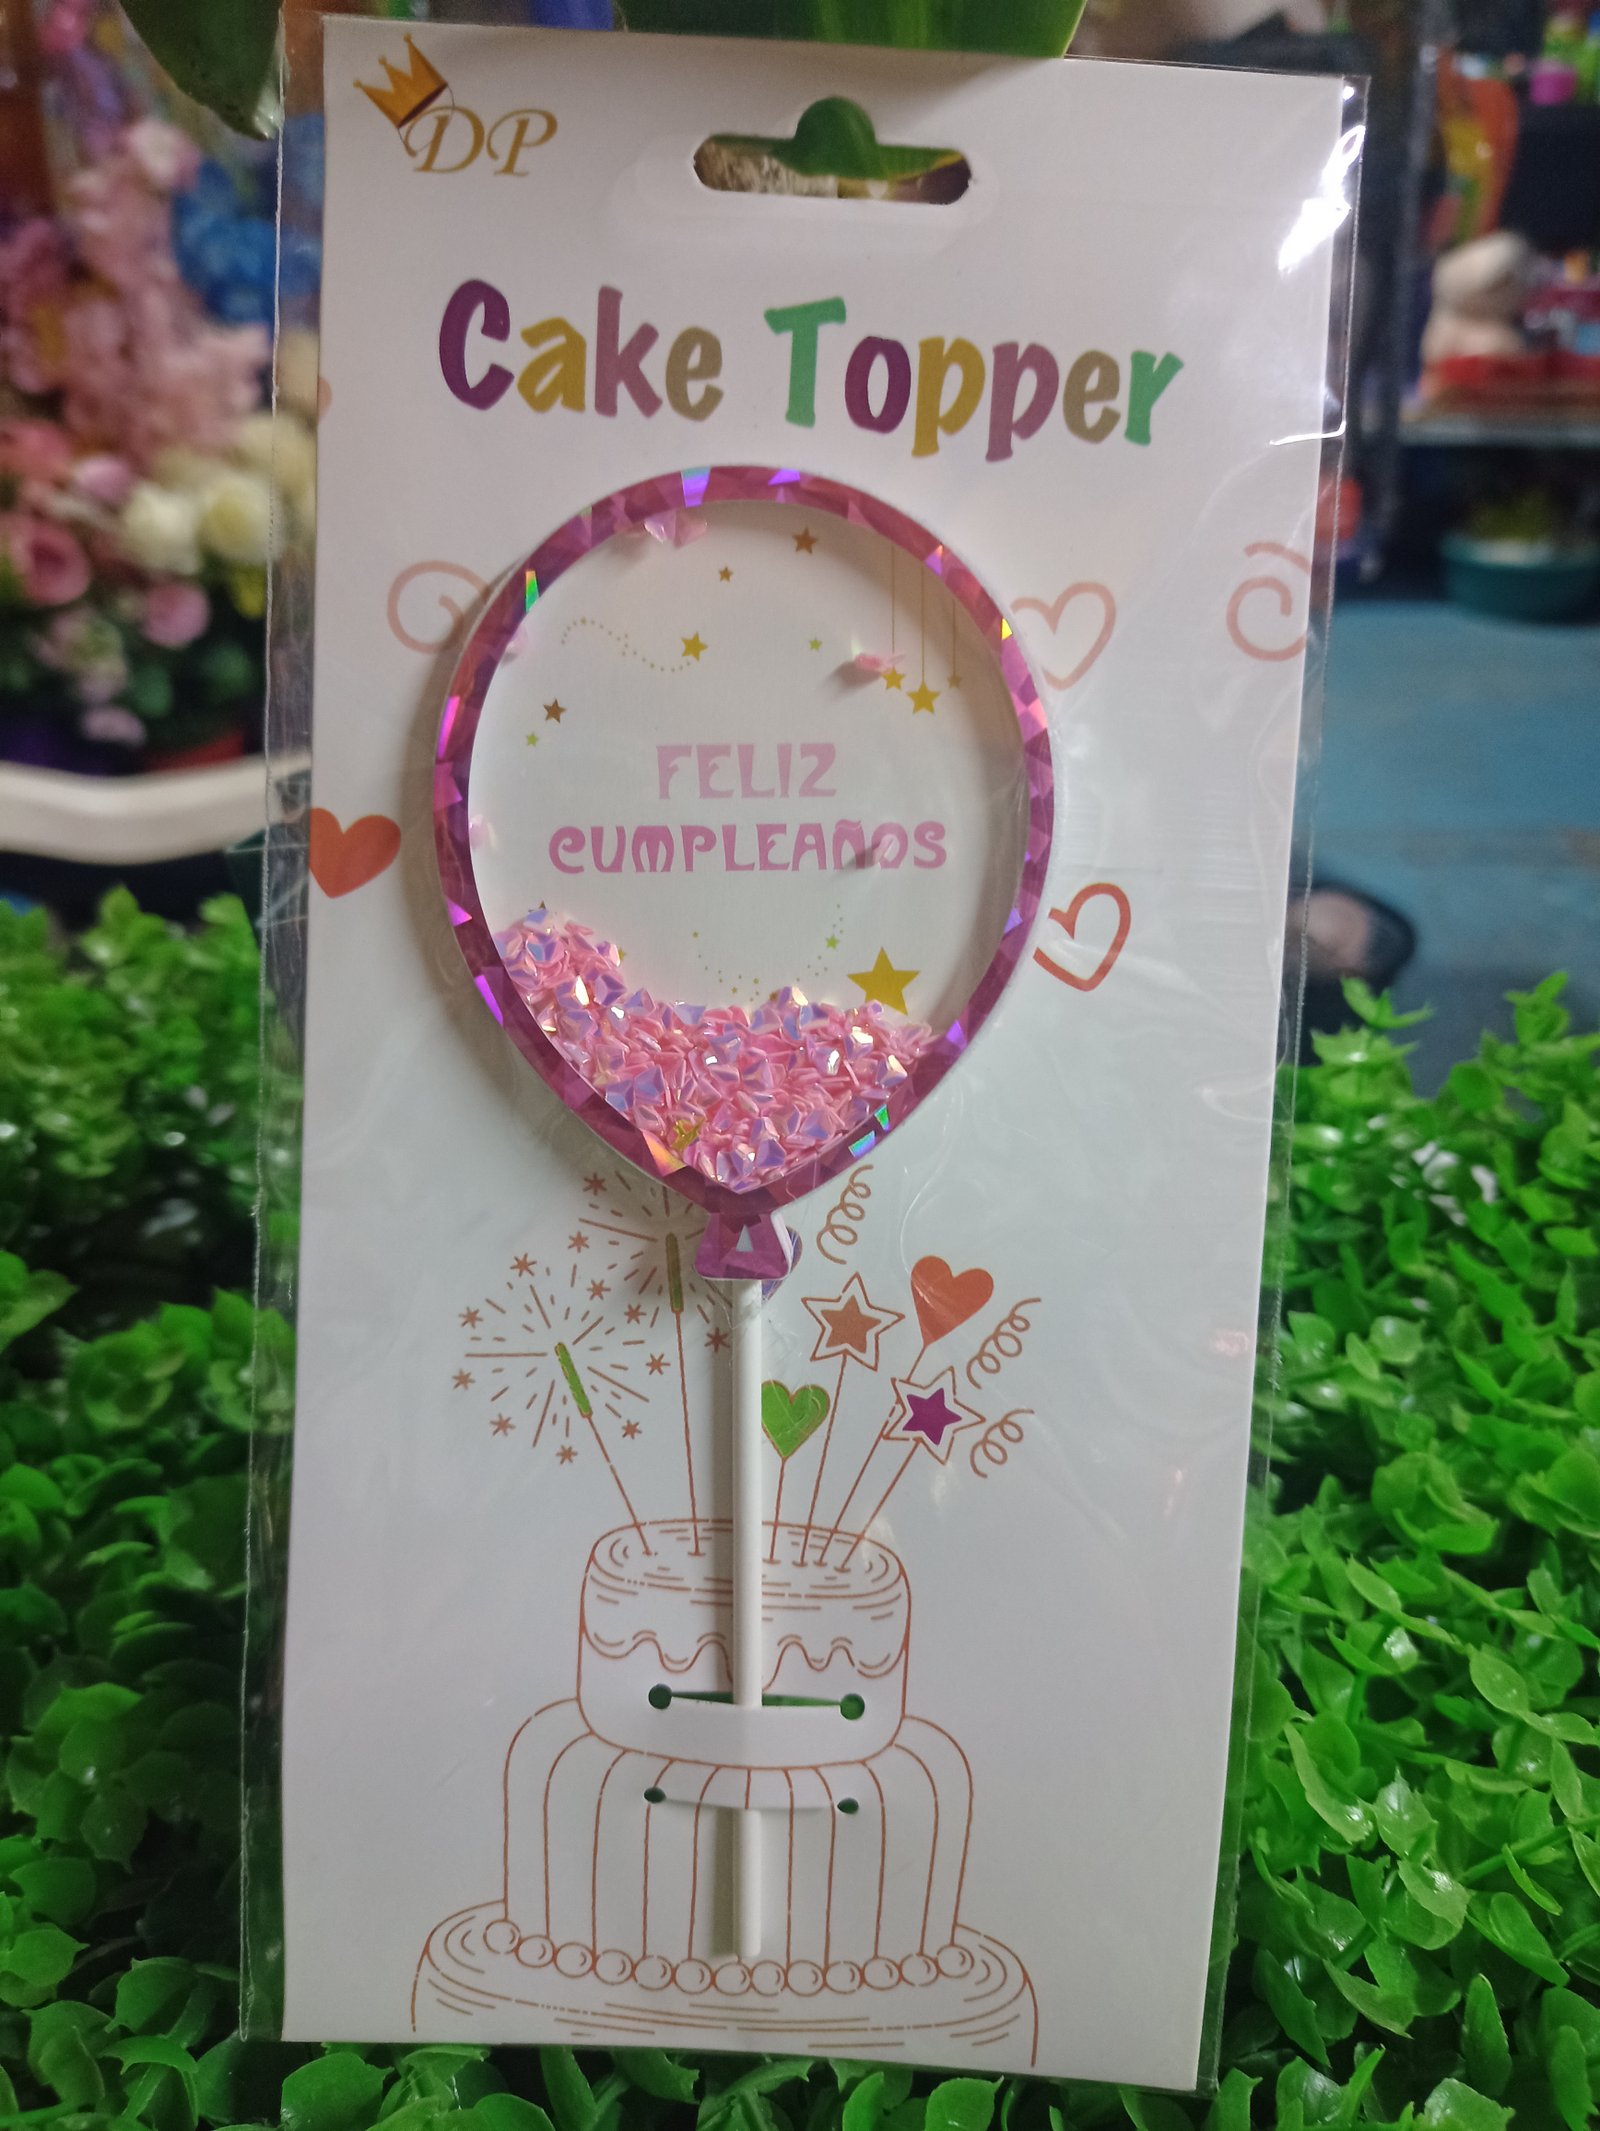 DP
Cake Topper
FELIZ
CUMPLEAÑOS